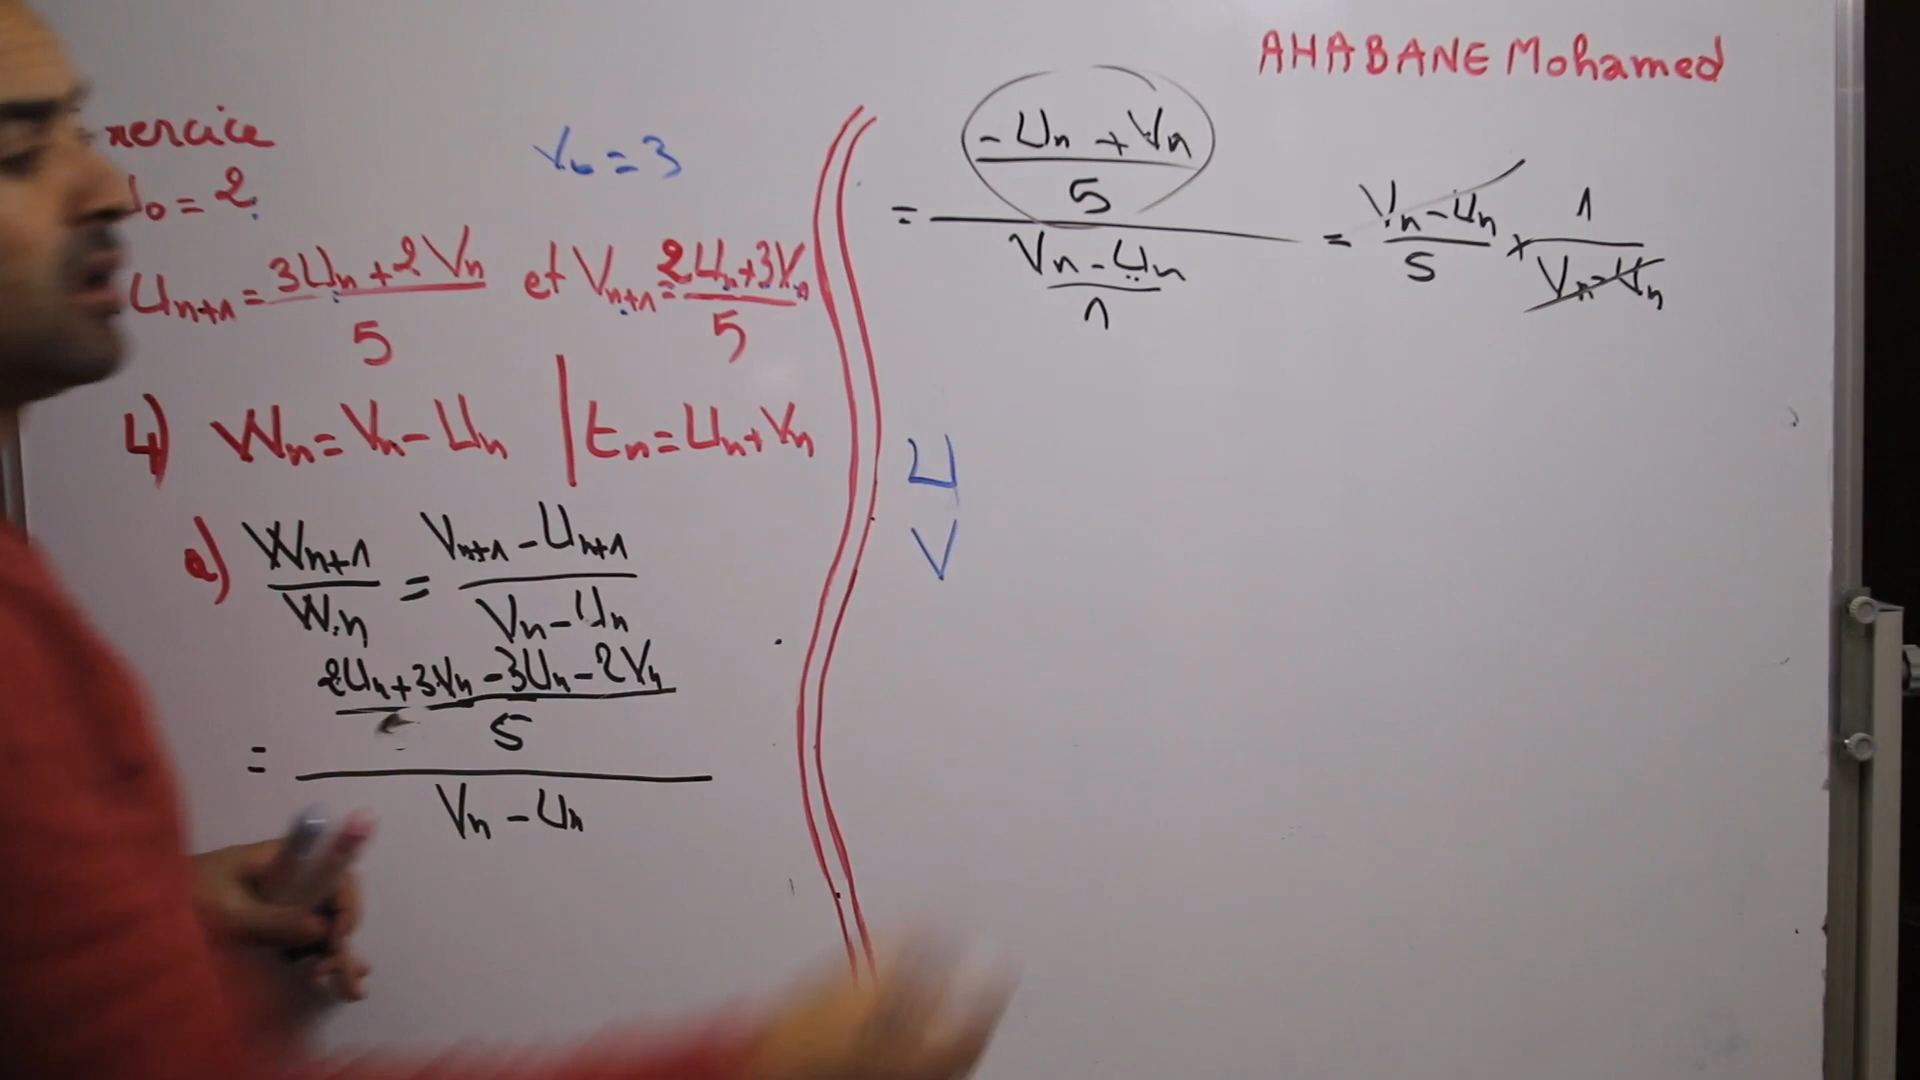 AHABANE Mohamed
xercice
V₀ = 3
U₀ = 2
Uₙ₊₁ = (3Uₙ + 2Vₙ)/5 et Vₙ₊₁ = (2Uₙ + 3Vₙ)/5
4) Wₙ = Vₙ - Uₙ | tₙ = Uₙ + Vₙ
a) Wₙ₊₁/Wₙ = (Vₙ₊₁ - Uₙ₊₁)/(Vₙ - Uₙ)
= ((2Uₙ + 3Vₙ - 3Uₙ - 2Vₙ)/5)/(Vₙ - Uₙ)
= ((-Uₙ + Vₙ)/5)/((Vₙ - Uₙ)/1) = (Vₙ - Uₙ)/5 × 1/(Vₙ - Uₙ)
U
V